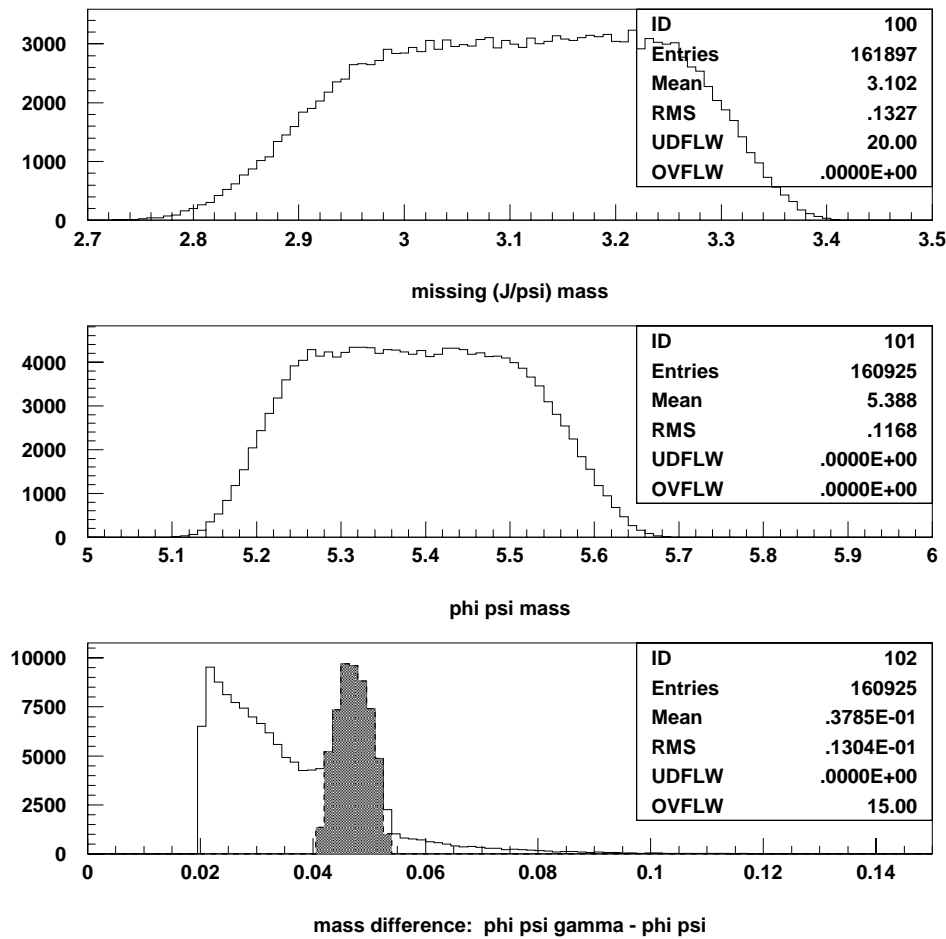 ID 100
Entries 161897
Mean 3.102
RMS .1327
UDFLW 20.00
OVFLW .0000E+00
3000
2000
1000
0
2.7 2.8 2.9 3 3.1 3.2 3.3 3.4 3.5
missing (J/psi) mass
ID 101
Entries 160925
Mean 5.388
RMS .1168
UDFLW .0000E+00
OVFLW .0000E+00
4000
3000
2000
1000
0
5 5.1 5.2 5.3 5.4 5.5 5.6 5.7 5.8 5.9 6
phi psi mass
ID 102
Entries 160925
Mean .3785E-01
RMS .1304E-01
UDFLW .0000E+00
OVFLW 15.00
10000
7500
5000
2500
0
0 0.02 0.04 0.06 0.08 0.1 0.12 0.14
mass difference: phi psi gamma - phi psi